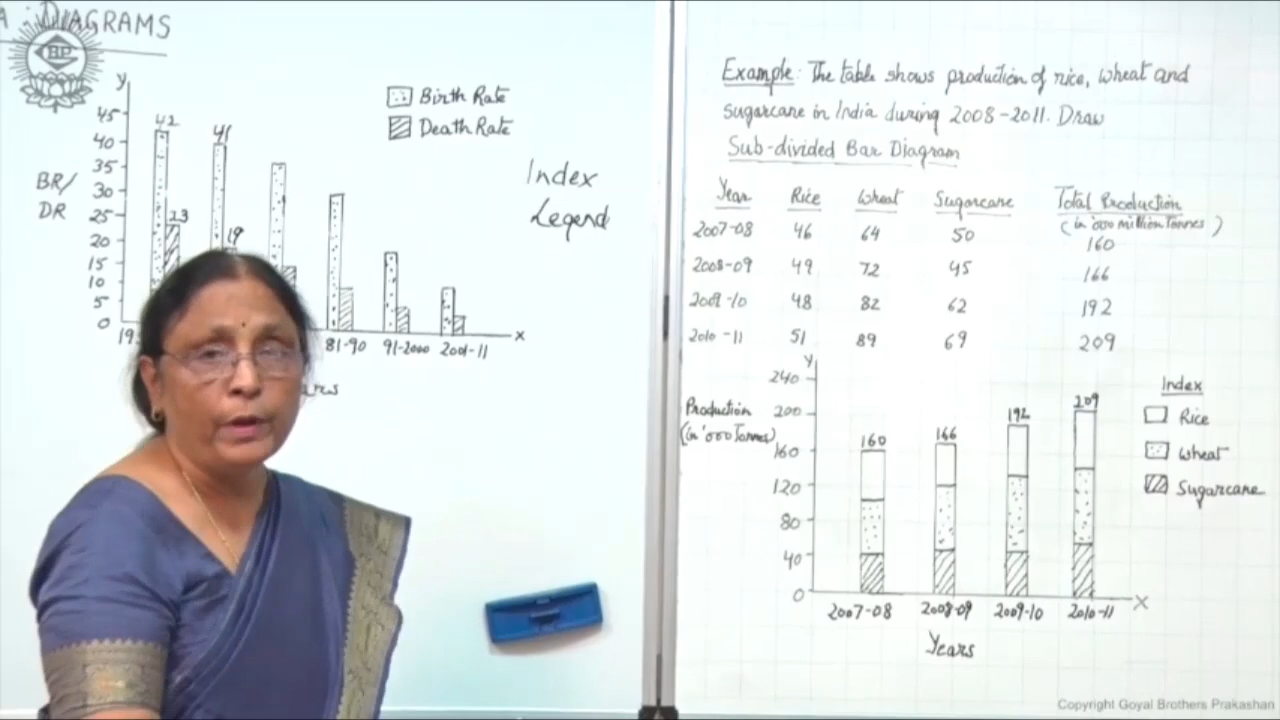 DIAGRAMS
BP
Y
45
40
35
30
25
20
15
10
5
0
BR/
DR
42
23
41
19
Birth Rate
Death Rate
Index
Legend
81-90
91-2000
2001-11
X
Example: The table shows production of rice, wheat and
sugarcane in India during 2008-2011. Draw
Sub-divided Bar Diagram
Year Rice Wheat Sugarcane Total Production
(in '000 million Tonnes)
2007-08 46 64 50 160
2008-09 49 72 45 166
2009-10 48 82 62 192
2010-11 51 89 69 209
Y
240
200
160
120
80
40
0
Production
(in '000 Tonnes)
160
166
192
209
2007-08 2008-09 2009-10 2010-11 X
Years
Index
Rice
Wheat
Sugarcane
Copyright Goyal Brothers Prakashan